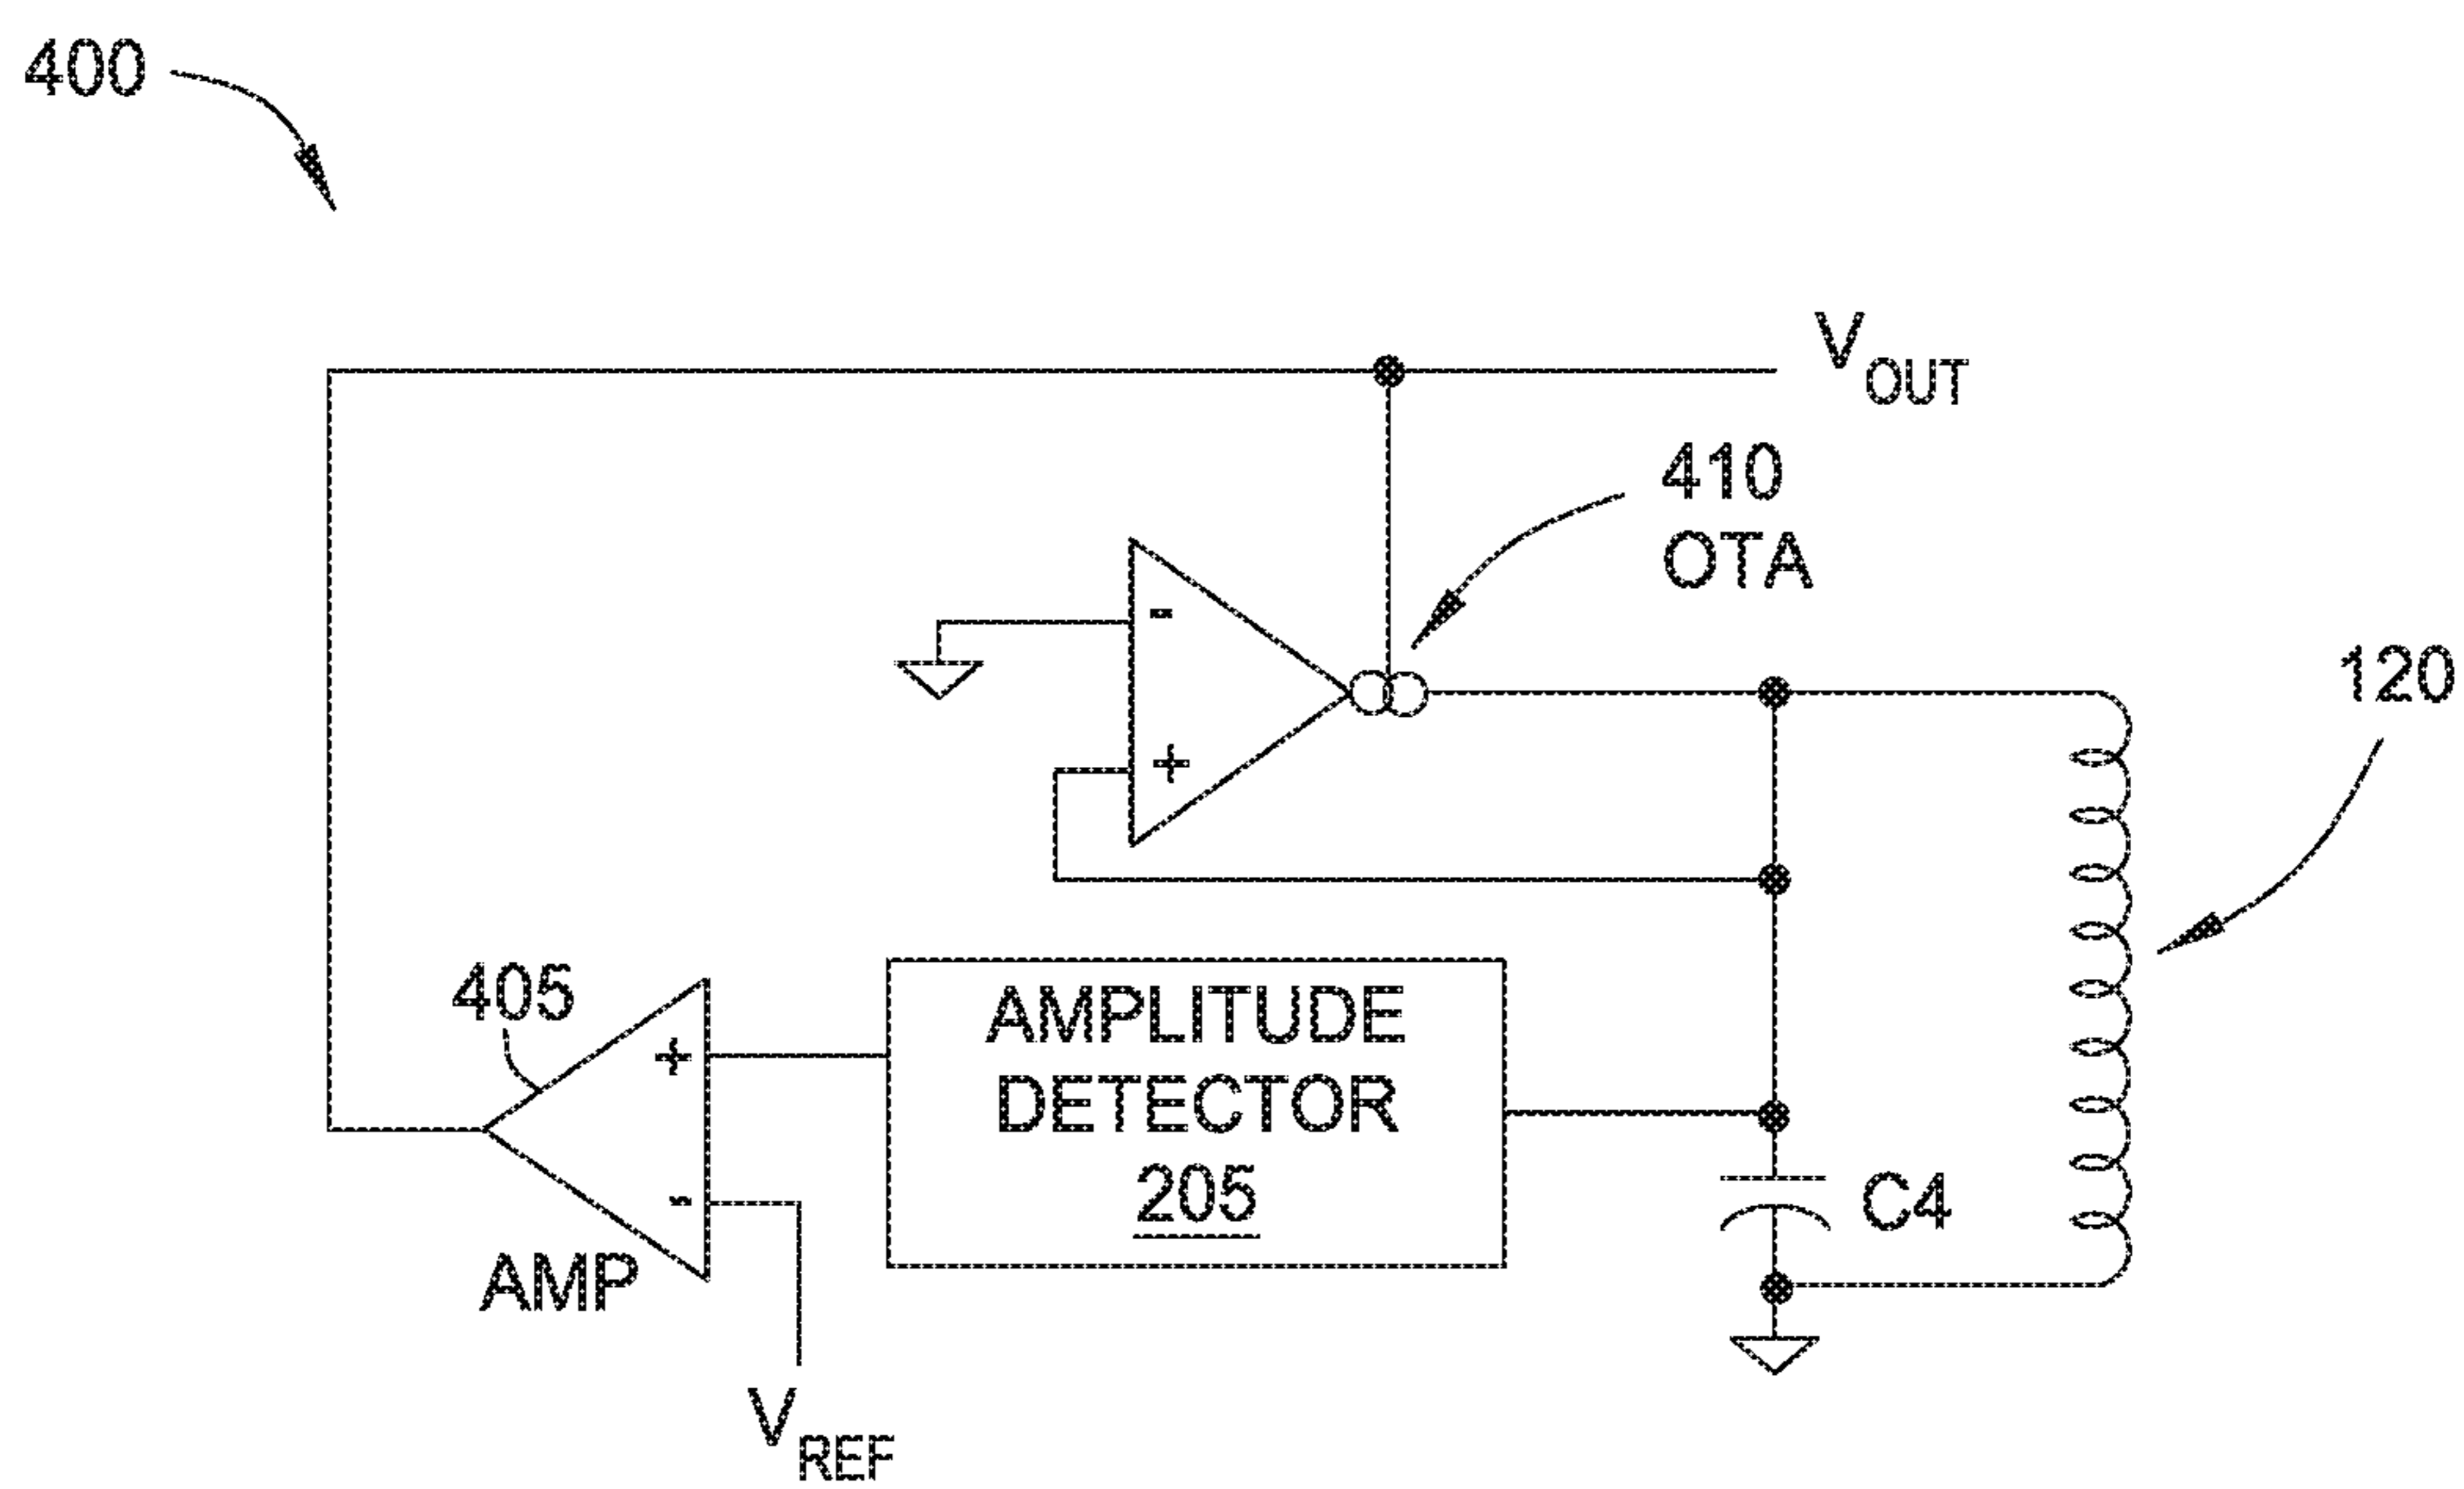 400
VOUT
410
OTA
120
-
+
405
AMPLITUDE
DETECTOR
205
+
-
C4
AMP
VREF